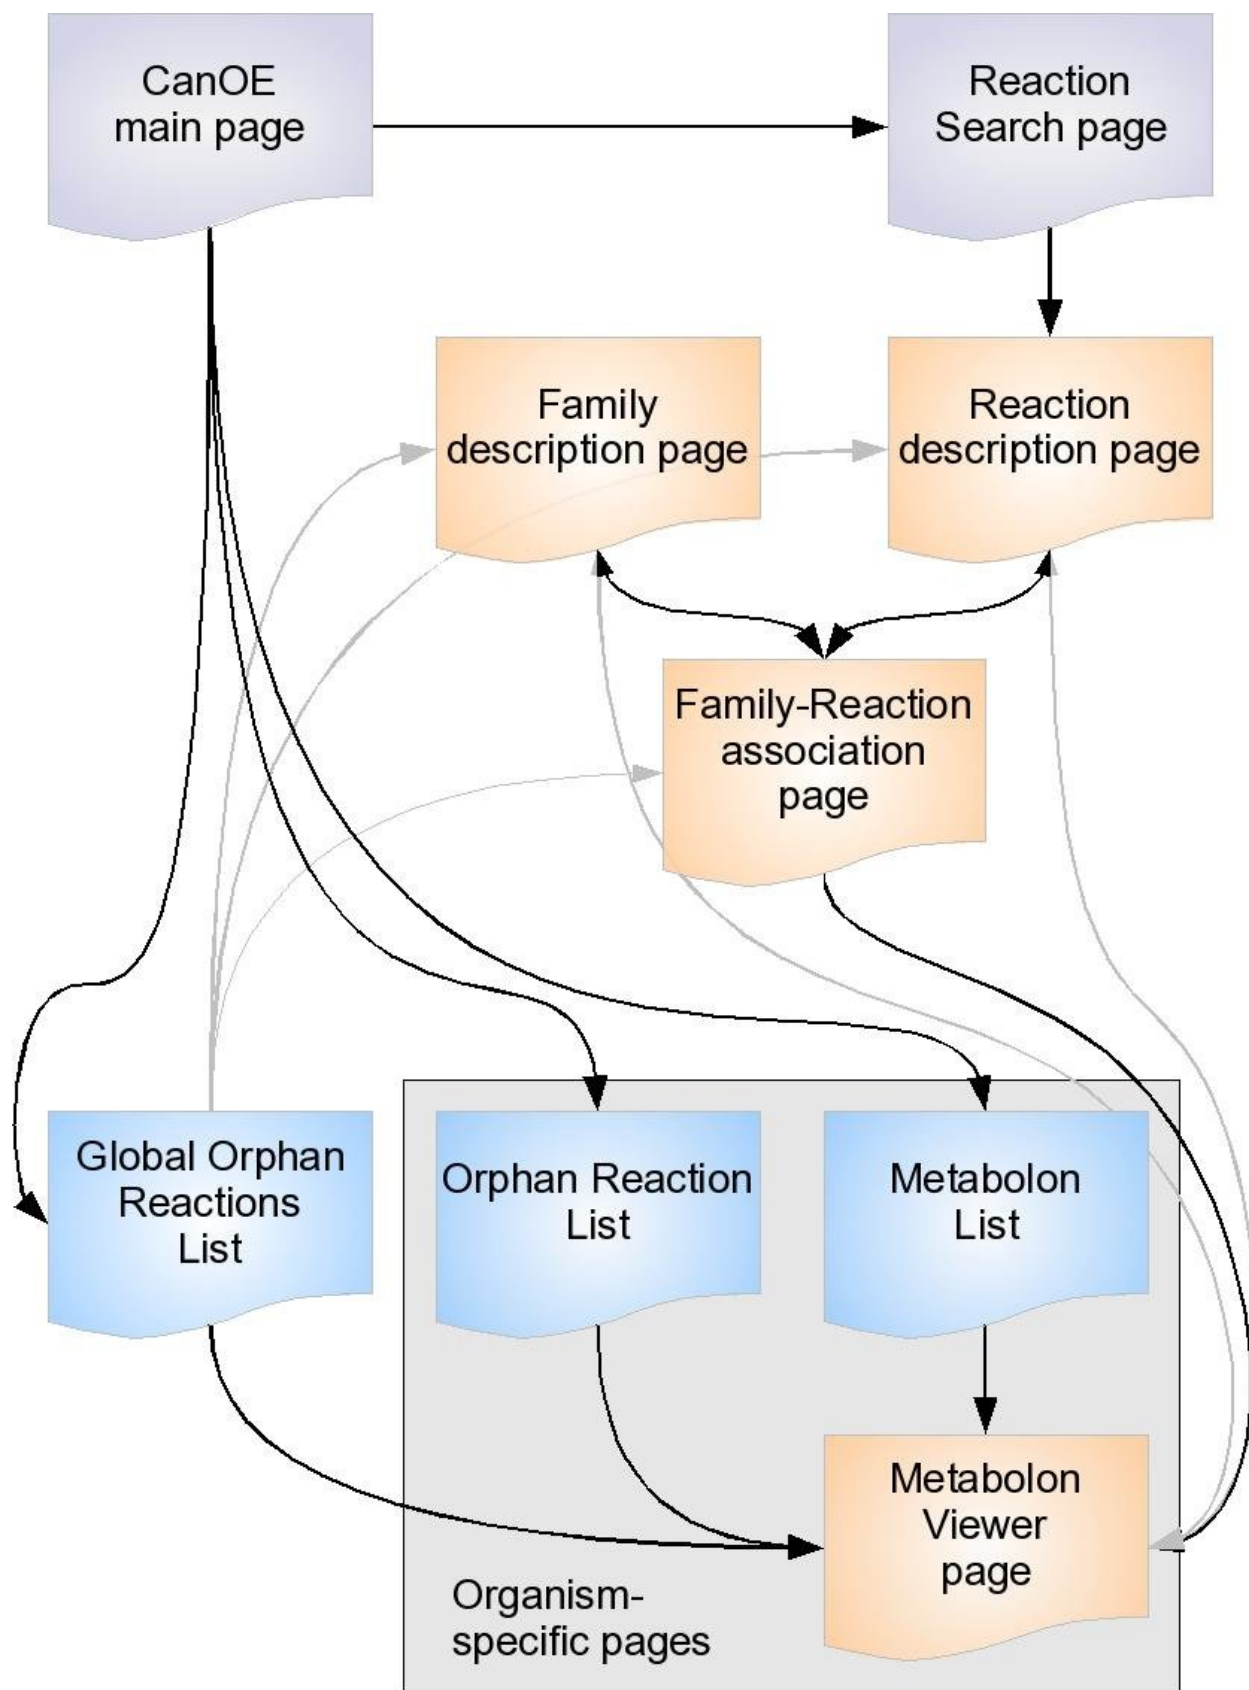 CanOE
main page
Reaction
Search page
Family
description page
Reaction
description page
Family-Reaction
association
page
Global Orphan
Reactions
List
Orphan Reaction
List
Metabolon
List
Metabolon
Viewer
page
Organism-
specific pages